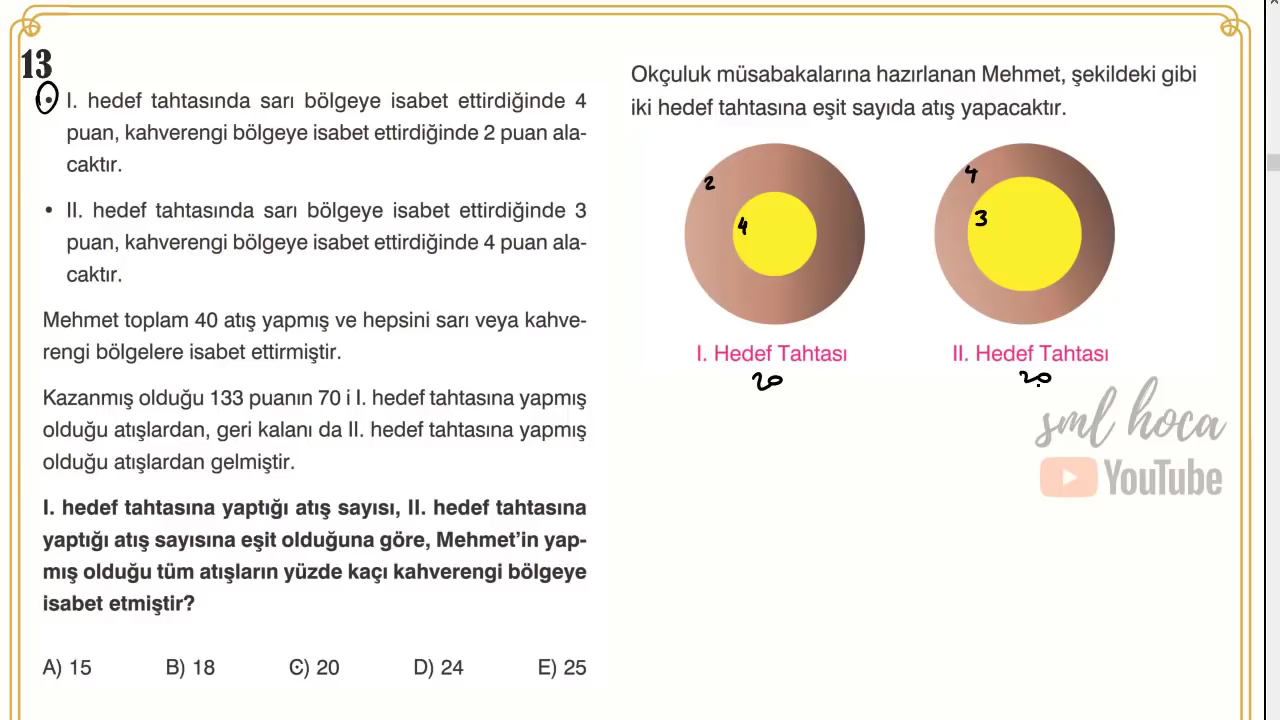 13
• I. hedef tahtasında sarı bölgeye isabet ettirdiğinde 4
puan, kahverengi bölgeye isabet ettirdiğinde 2 puan ala-
caktır.
• II. hedef tahtasında sarı bölgeye isabet ettirdiğinde 3
puan, kahverengi bölgeye isabet ettirdiğinde 4 puan ala-
caktır.
Mehmet toplam 40 atış yapmış ve hepsini sarı veya kahve-
rengi bölgelere isabet ettirmiştir.
Kazanmış olduğu 133 puanın 70 i I. hedef tahtasına yapmış
olduğu atışlardan, geri kalanı da II. hedef tahtasına yapmış
olduğu atışlardan gelmiştir.
I. hedef tahtasına yaptığı atış sayısı, II. hedef tahtasına
yaptığı atış sayısına eşit olduğuna göre, Mehmet’in yap-
mış olduğu tüm atışların yüzde kaçı kahverengi bölgeye
isabet etmiştir?
A) 15 B) 18 C) 20 D) 24 E) 25
Okçuluk müsabakalarına hazırlanan Mehmet, şekildeki gibi
iki hedef tahtasına eşit sayıda atış yapacaktır.
2 4
4 3
I. Hedef Tahtası II. Hedef Tahtası
20 20
sml hoca
YouTube